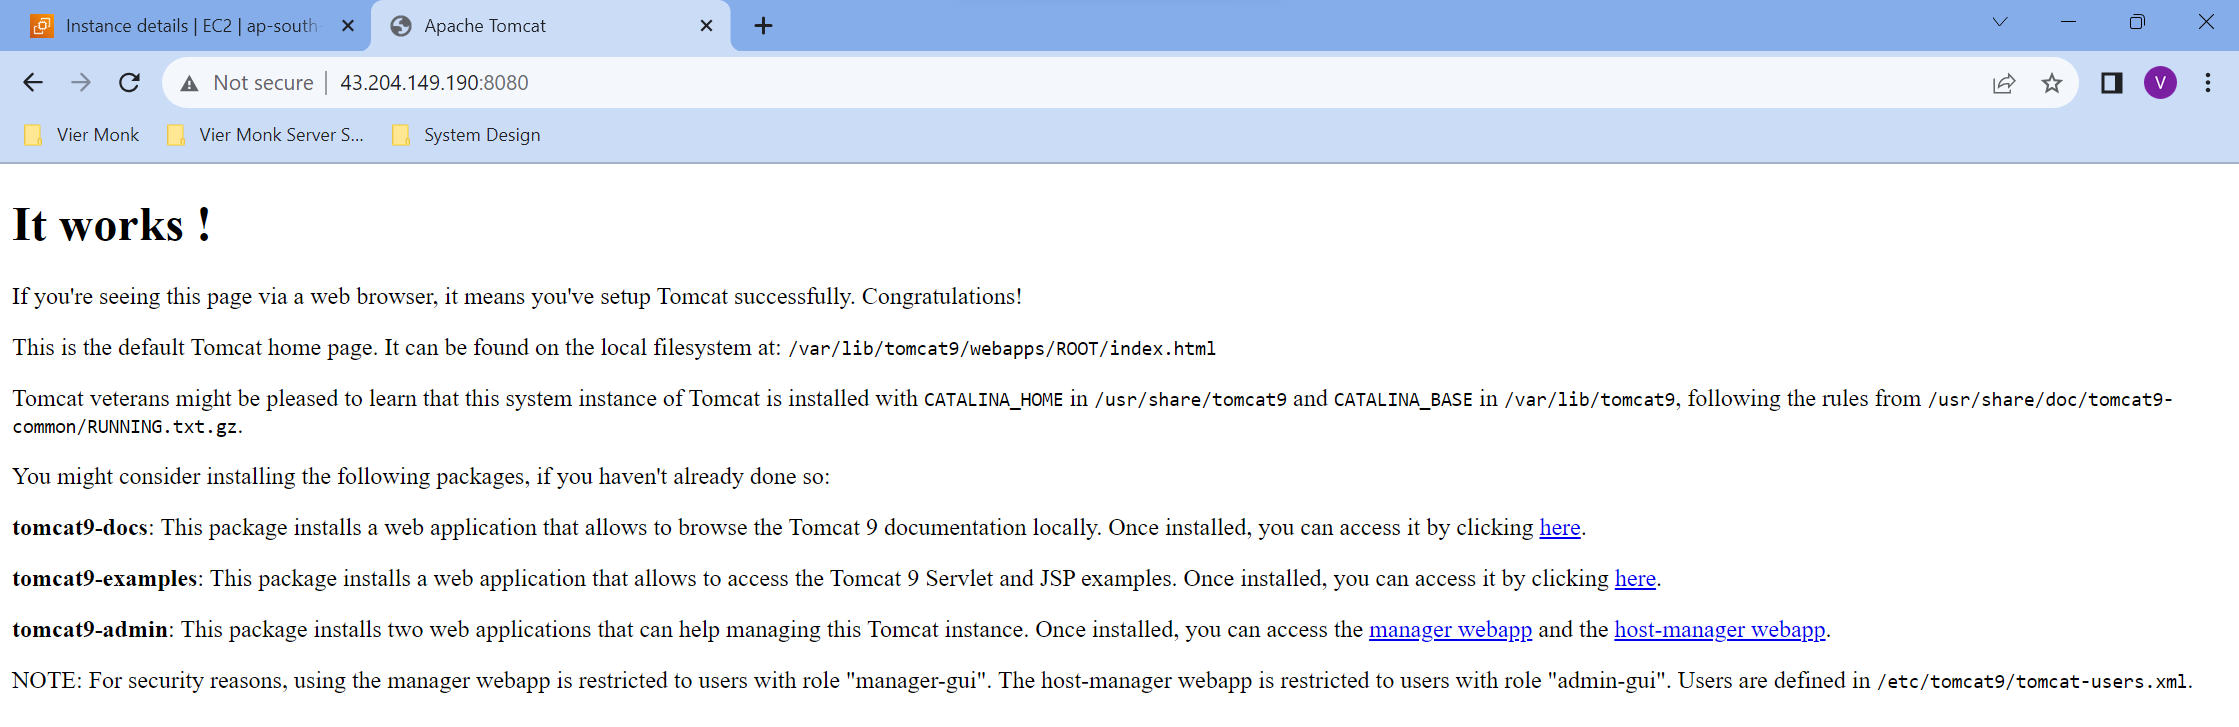 Instance details | EC2 | ap-south-
Apache Tomcat
Not secure | 43.204.149.190:8080
V
Vier Monk
Vier Monk Server S...
System Design
It works !
If you're seeing this page via a web browser, it means you've setup Tomcat successfully. Congratulations!
This is the default Tomcat home page. It can be found on the local filesystem at: /var/lib/tomcat9/webapps/ROOT/index.html
Tomcat veterans might be pleased to learn that this system instance of Tomcat is installed with CATALINA_HOME in /usr/share/tomcat9 and CATALINA_BASE in /var/lib/tomcat9, following the rules from /usr/share/doc/tomcat9-
common/RUNNING.txt.gz.
You might consider installing the following packages, if you haven't already done so:
tomcat9-docs: This package installs a web application that allows to browse the Tomcat 9 documentation locally. Once installed, you can access it by clicking here.
tomcat9-examples: This package installs a web application that allows to access the Tomcat 9 Servlet and JSP examples. Once installed, you can access it by clicking here.
tomcat9-admin: This package installs two web applications that can help managing this Tomcat instance. Once installed, you can access the manager webapp and the host-manager webapp.
NOTE: For security reasons, using the manager webapp is restricted to users with role "manager-gui". The host-manager webapp is restricted to users with role "admin-gui". Users are defined in /etc/tomcat9/tomcat-users.xml.